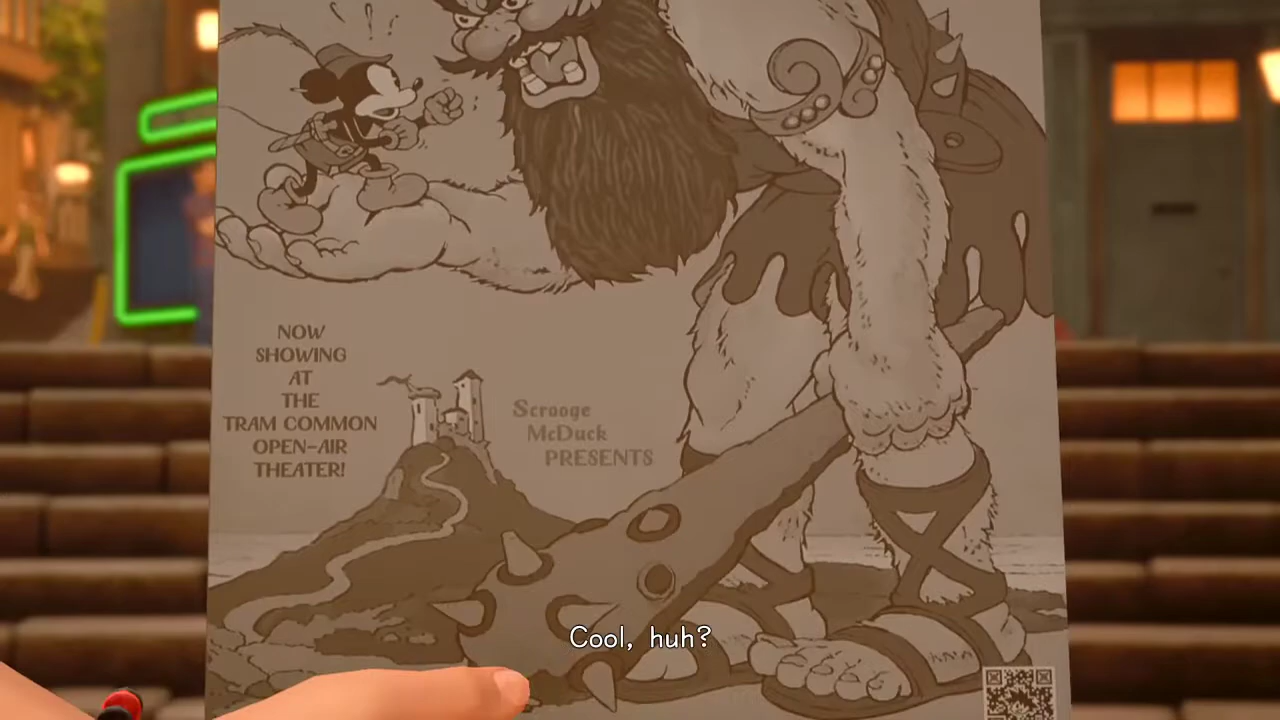 NOW
SHOWING
AT
THE
TRAM COMMON
OPEN-AIR
THEATER!
Scrooge
McDuck
PRESENTS
Cool, huh?